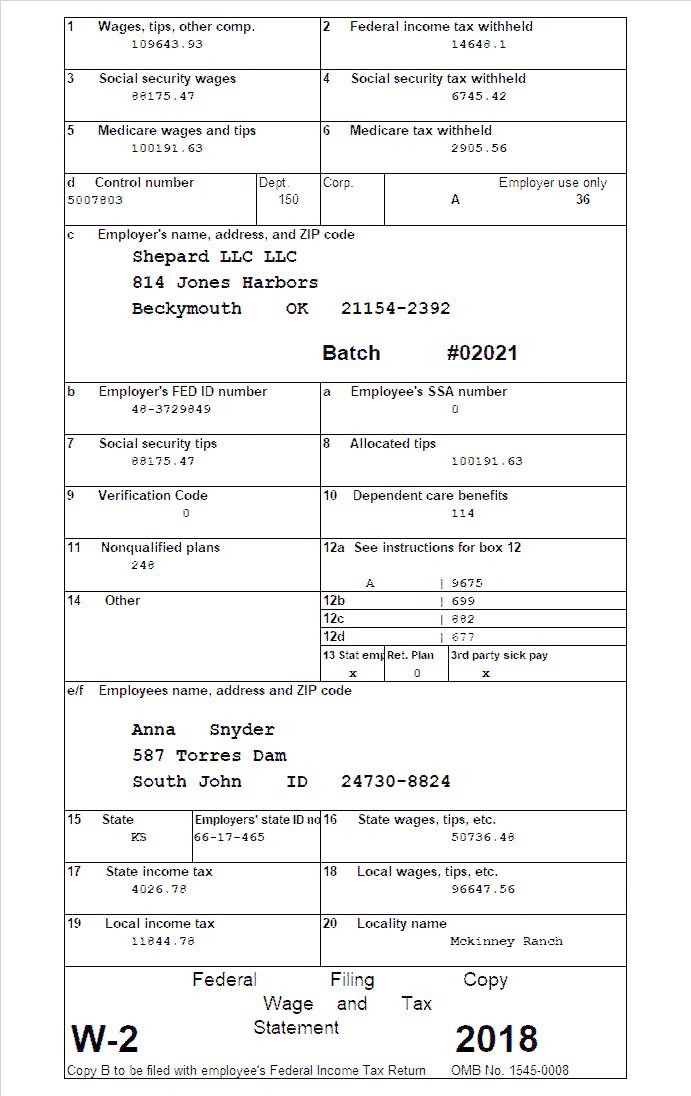 1 Wages, tips, other comp. 2 Federal income tax withheld
109643.93 14648.1
3 Social security wages 4 Social security tax withheld
88175.47 6745.42
5 Medicare wages and tips 6 Medicare tax withheld
100191.63 2905.56
d Control number Dept. Corp. Employer use only
5007803 150 A 36
c Employer's name, address, and ZIP code
Shepard LLC LLC
814 Jones Harbors
Beckymouth OK 21154-2392
Batch #02021
b Employer's FED ID number a Employee's SSA number
48-3729849 0
7 Social security tips 8 Allocated tips
88175.47 100191.63
9 Verification Code 10 Dependent care benefits
0 114
11 Nonqualified plans 12a See instructions for box 12
248
A | 9675
14 Other 12b | 699
12c | 882
12d | 677
13 Stat emp Ret. Plan 3rd party sick pay
x 0 x
e/f Employees name, address and ZIP code
Anna Snyder
587 Torres Dam
South John ID 24730-8824
15 State Employers' state ID no 16 State wages, tips, etc.
KS 66-17-465 50736.48
17 State income tax 18 Local wages, tips, etc.
4026.78 96647.56
19 Local income tax 20 Locality name
11844.78 Mckinney Ranch
Federal Filing Copy
Wage and Tax
Statement
W-2 2018
Copy B to be filed with employee's Federal Income Tax Return OMB No. 1545-0008